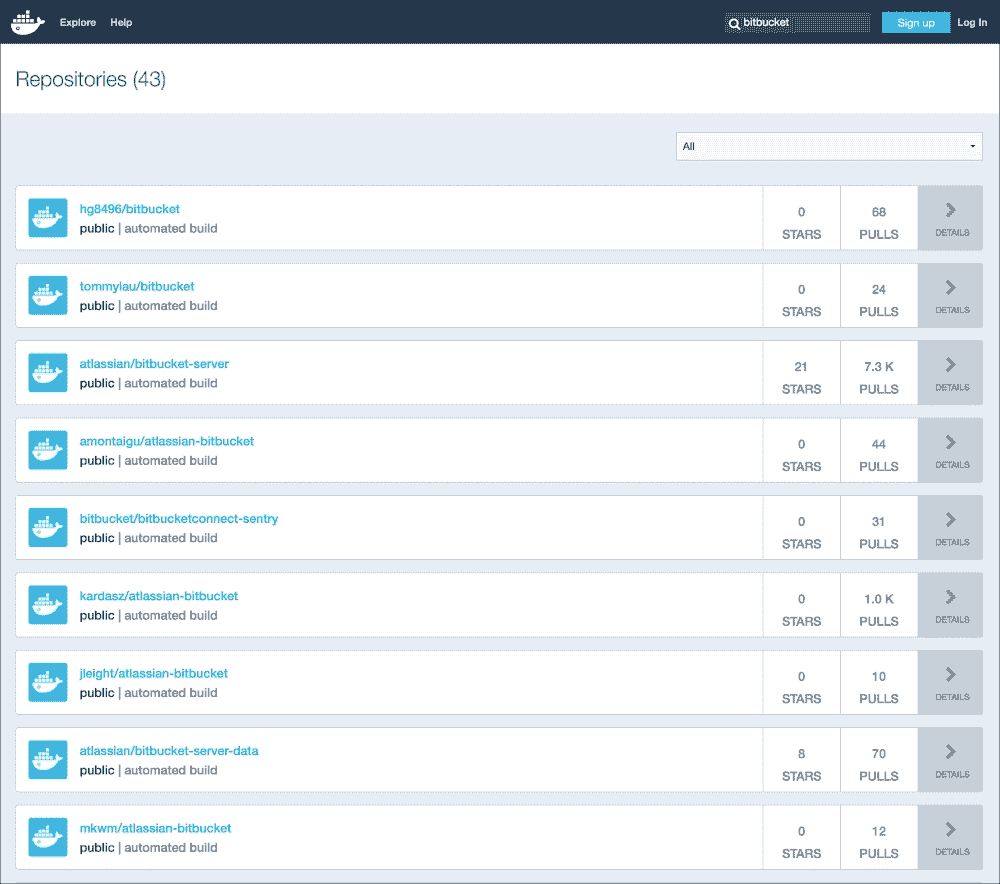 Explore Help bitbucket Sign up Log In
Repositories (43)
All
hg8496/bitbucket
public | automated build
0
STARS
68
PULLS
DETAILS
tommylau/bitbucket
public | automated build
0
STARS
24
PULLS
DETAILS
atlassian/bitbucket-server
public | automated build
21
STARS
7.3 K
PULLS
DETAILS
amontaigu/atlassian-bitbucket
public | automated build
0
STARS
44
PULLS
DETAILS
bitbucket/bitbucketconnect-sentry
public | automated build
0
STARS
31
PULLS
DETAILS
kardasz/atlassian-bitbucket
public | automated build
0
STARS
1.0 K
PULLS
DETAILS
jleight/atlassian-bitbucket
public | automated build
0
STARS
10
PULLS
DETAILS
atlassian/bitbucket-server-data
public | automated build
8
STARS
70
PULLS
DETAILS
mkwm/atlassian-bitbucket
public | automated build
0
STARS
12
PULLS
DETAILS